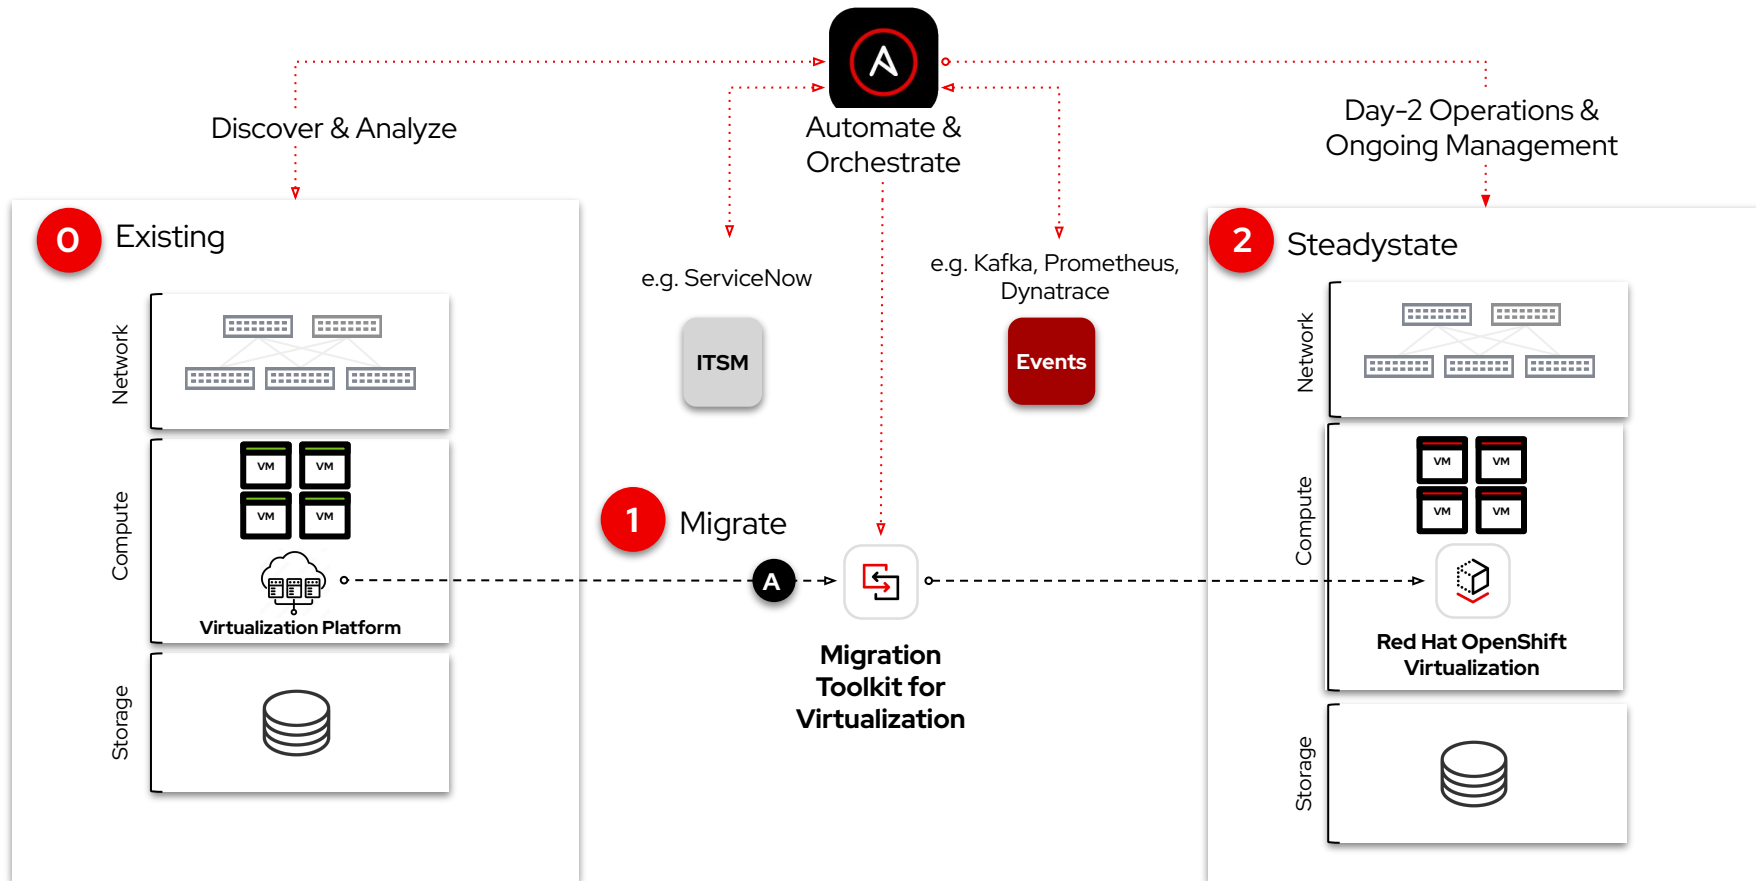 Automate &
Orchestrate
Discover & Analyze
Day-2 Operations &
Ongoing Management
0
Existing
Network
Compute
VM
VM
VM
VM
Virtualization Platform
Storage
e.g. ServiceNow
ITSM
e.g. Kafka, Prometheus,
Dynatrace
Events
1
Migrate
A
Migration
Toolkit for
Virtualization
2
Steadystate
Network
Compute
VM
VM
VM
VM
Red Hat OpenShift
Virtualization
Storage